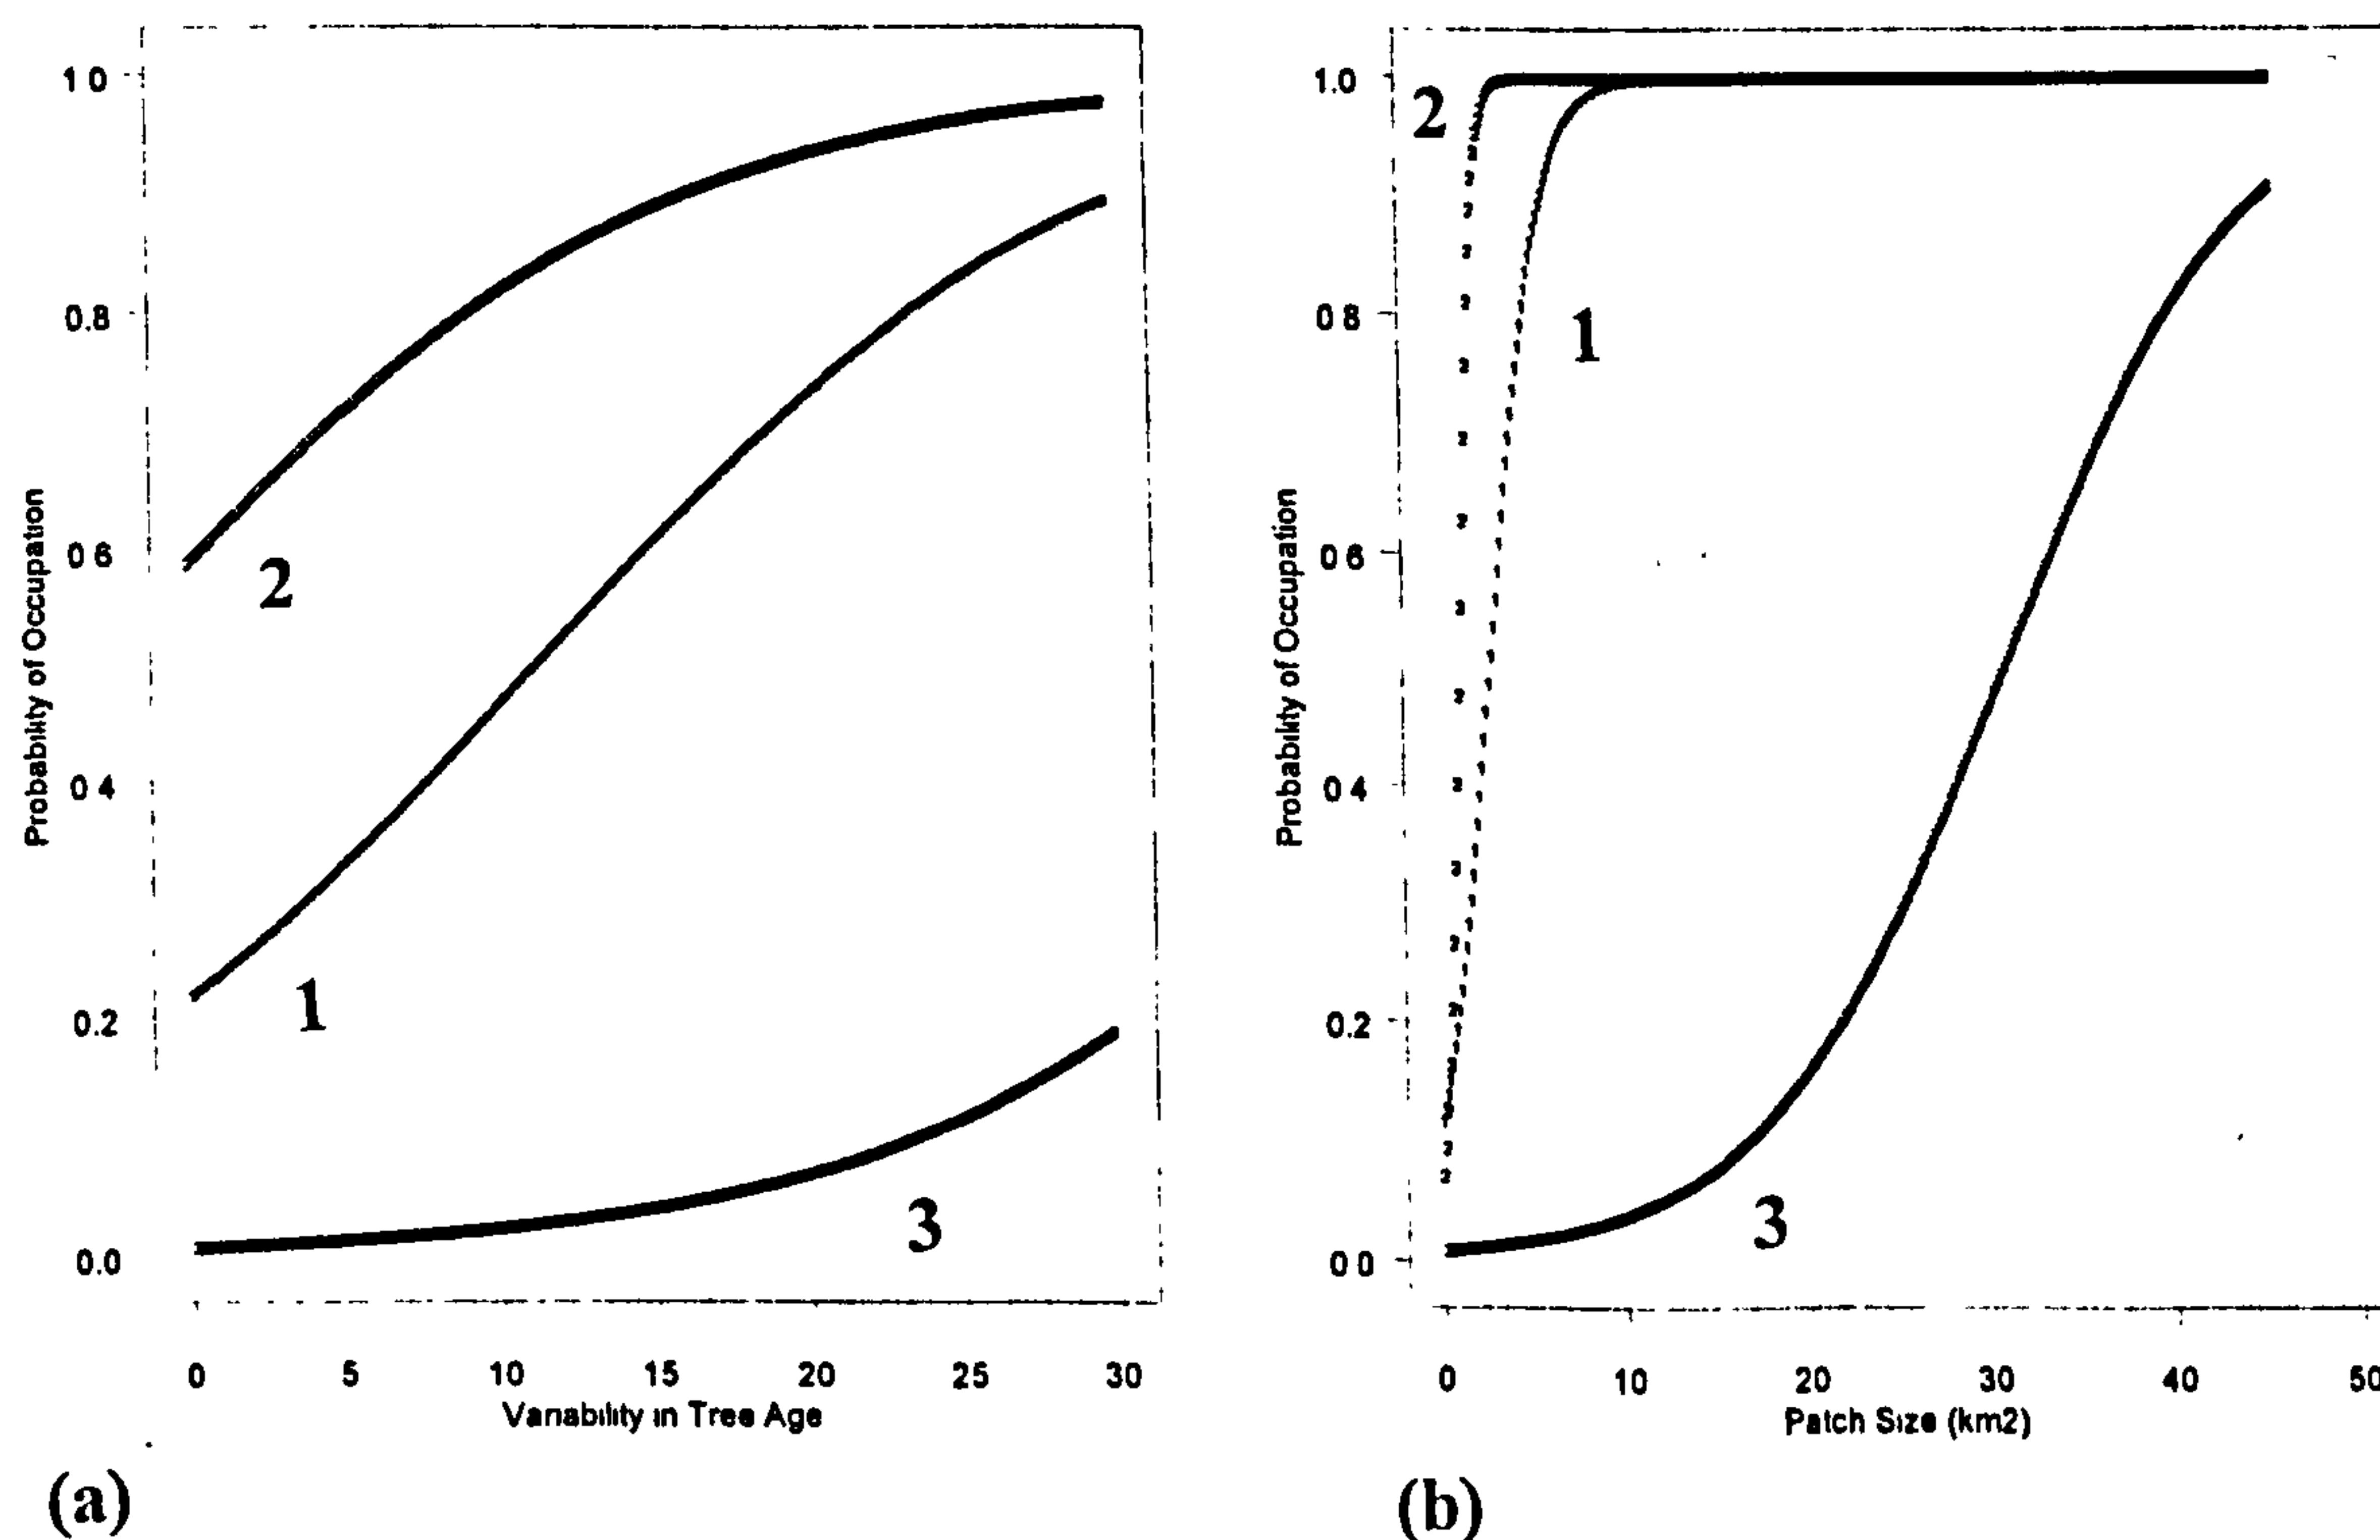 Probability of Occupation
1 0
0.8
0 6
0 4
0.2
0.0
2
1
3
0 5 10 15 20 25 30
Variability in Tree Age
(a)
Probability of Occupation
1.0
0 8
0 6
0 4
0.2
0 0
2
1
3
0 10 20 30 40 50
Patch Size (km2)
(b)